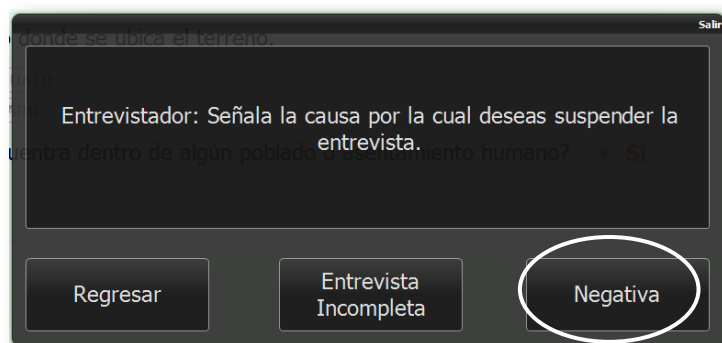 Salir
donde se ubica el terreno.
Entrevistador: Señala la causa por la cual deseas suspender la
entrevista.
uentra dentro de algún poblado o asentamiento humano? Si
Regresar
Entrevista
Incompleta
Negativa